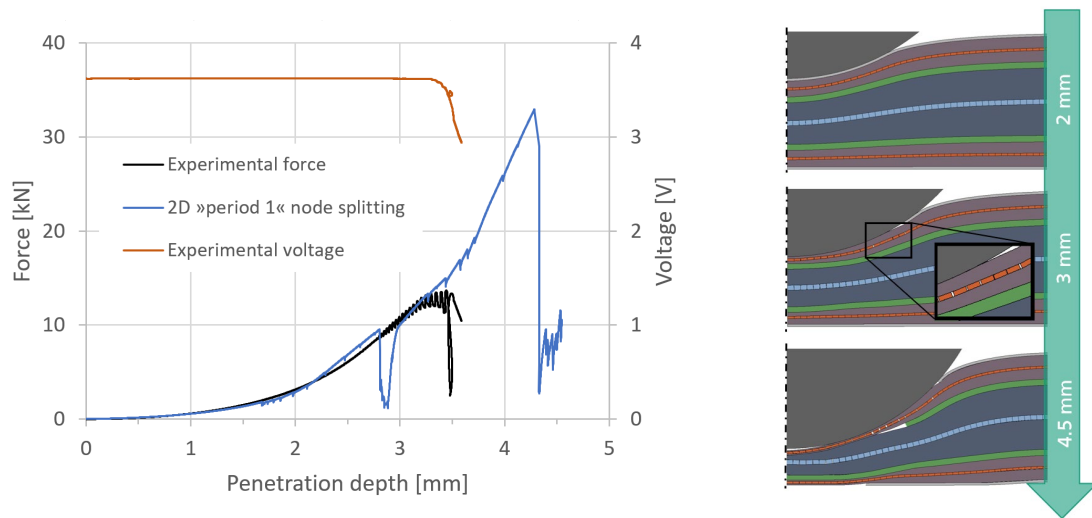 40
30
20
10
0
Force [kN]
Experimental force
2D »period 1« node splitting
Experimental voltage
4
3
2
1
0
Voltage [V]
0 1 2 3 4 5
Penetration depth [mm]
2 mm
3 mm
4.5 mm